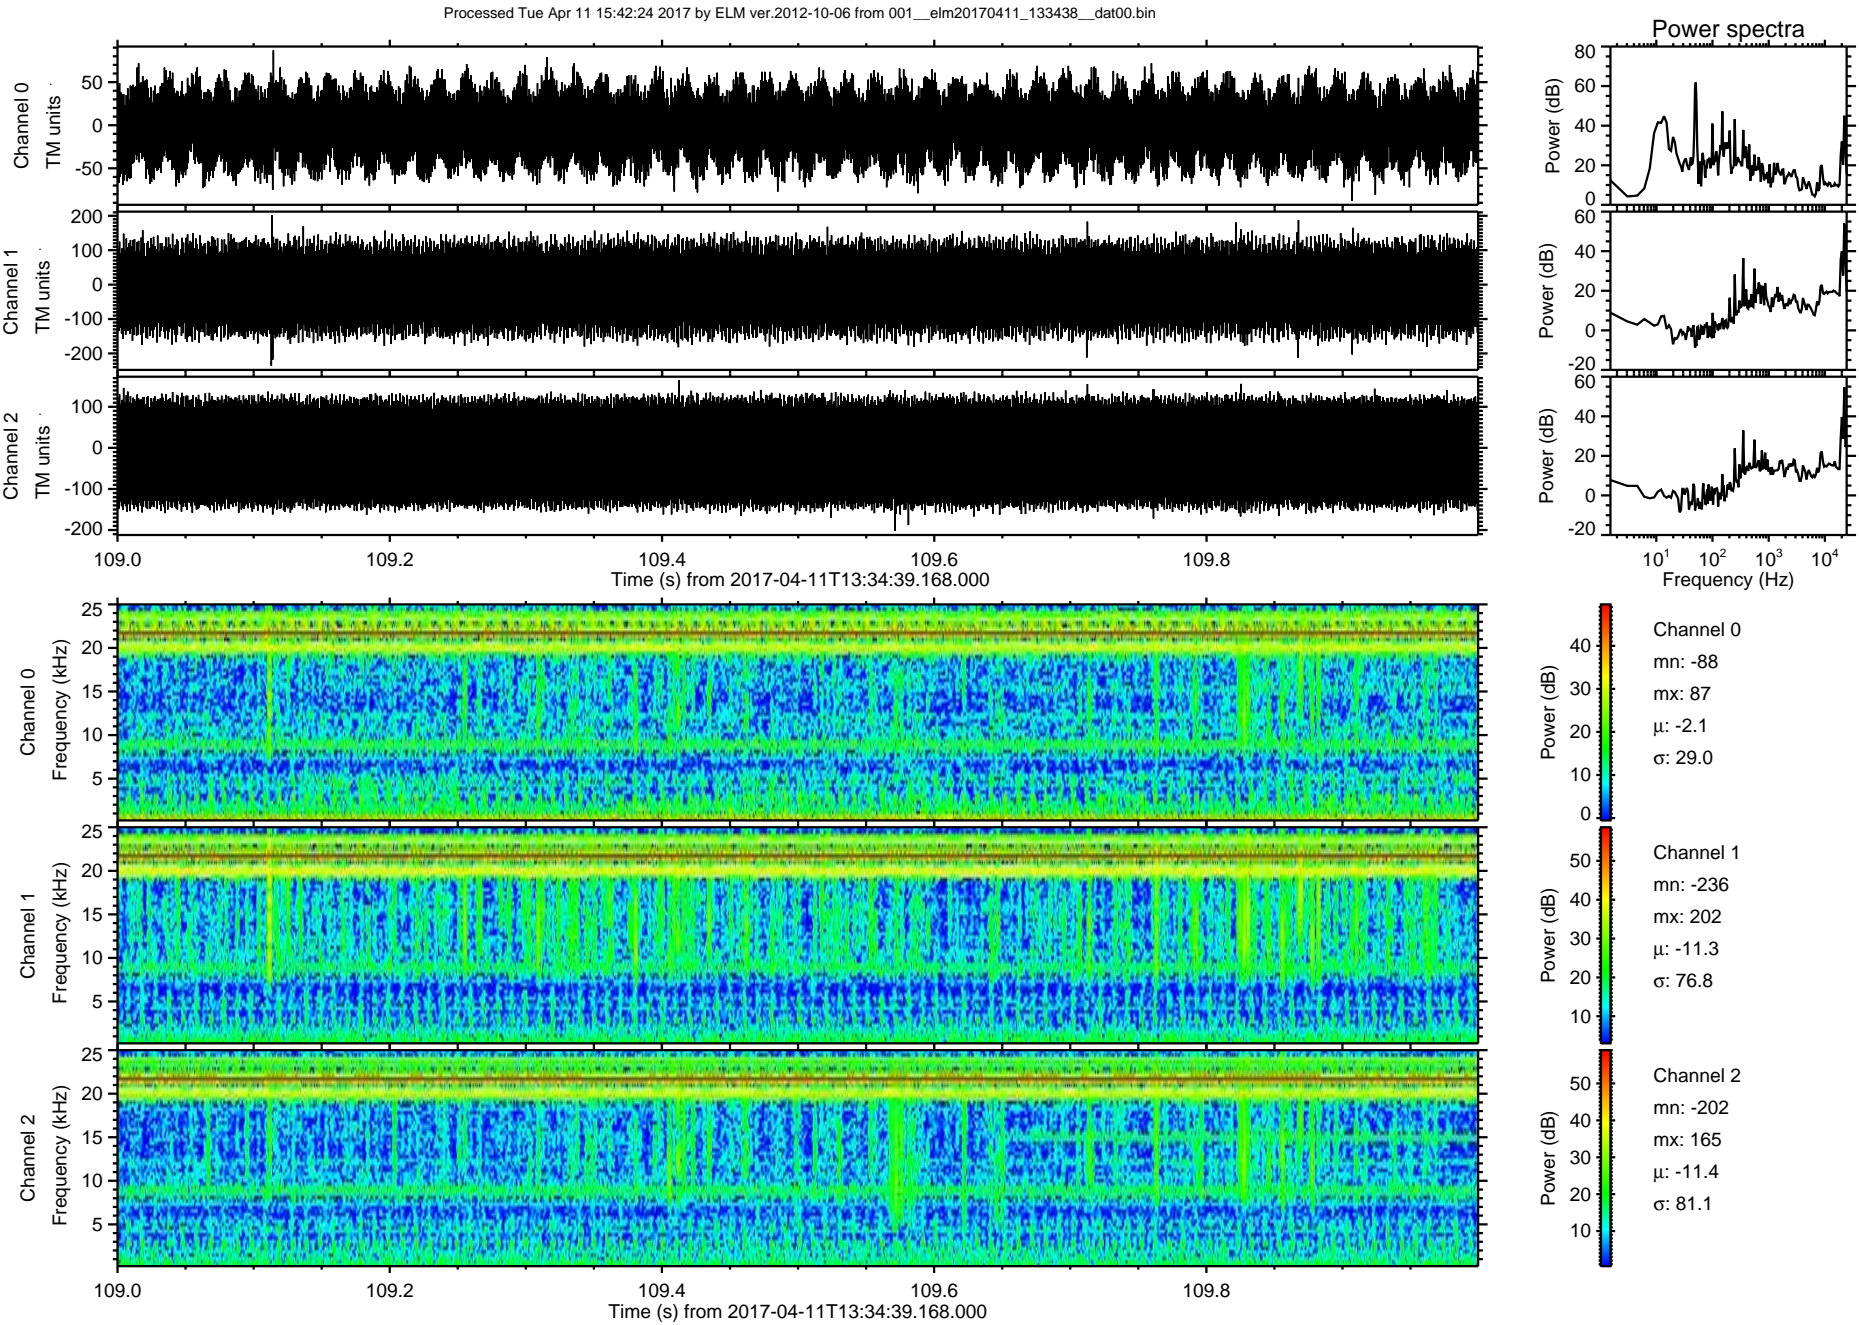 Processed Tue Apr 11 15:42:24 2017 by ELM ver.2012-10-06 from 001__elm20170411_133438__dat00.bin
Power spectra
Channel 0
TM units
50
0
-50
Power (dB)
80
60
40
20
0
Channel 1
TM units
200
100
0
-100
-200
Power (dB)
60
40
20
0
-20
Channel 2
TM units
100
0
-100
-200
Power (dB)
60
40
20
0
-20
109.0 109.2 109.4 109.6 109.8
Time (s) from 2017-04-11T13:34:39.168.000
10^1 10^2 10^3 10^4
Frequency (Hz)
Channel 0
Frequency (kHz)
25
20
15
10
5
Power (dB)
40
30
20
10
0
Channel 0
mn: -88
mx: 87
μ: -2.1
σ: 29.0
Channel 1
Frequency (kHz)
25
20
15
10
5
Power (dB)
50
40
30
20
10
Channel 1
mn: -236
mx: 202
μ: -11.3
σ: 76.8
Channel 2
Frequency (kHz)
25
20
15
10
5
Power (dB)
50
40
30
20
10
Channel 2
mn: -202
mx: 165
μ: -11.4
σ: 81.1
109.0 109.2 109.4 109.6 109.8
Time (s) from 2017-04-11T13:34:39.168.000